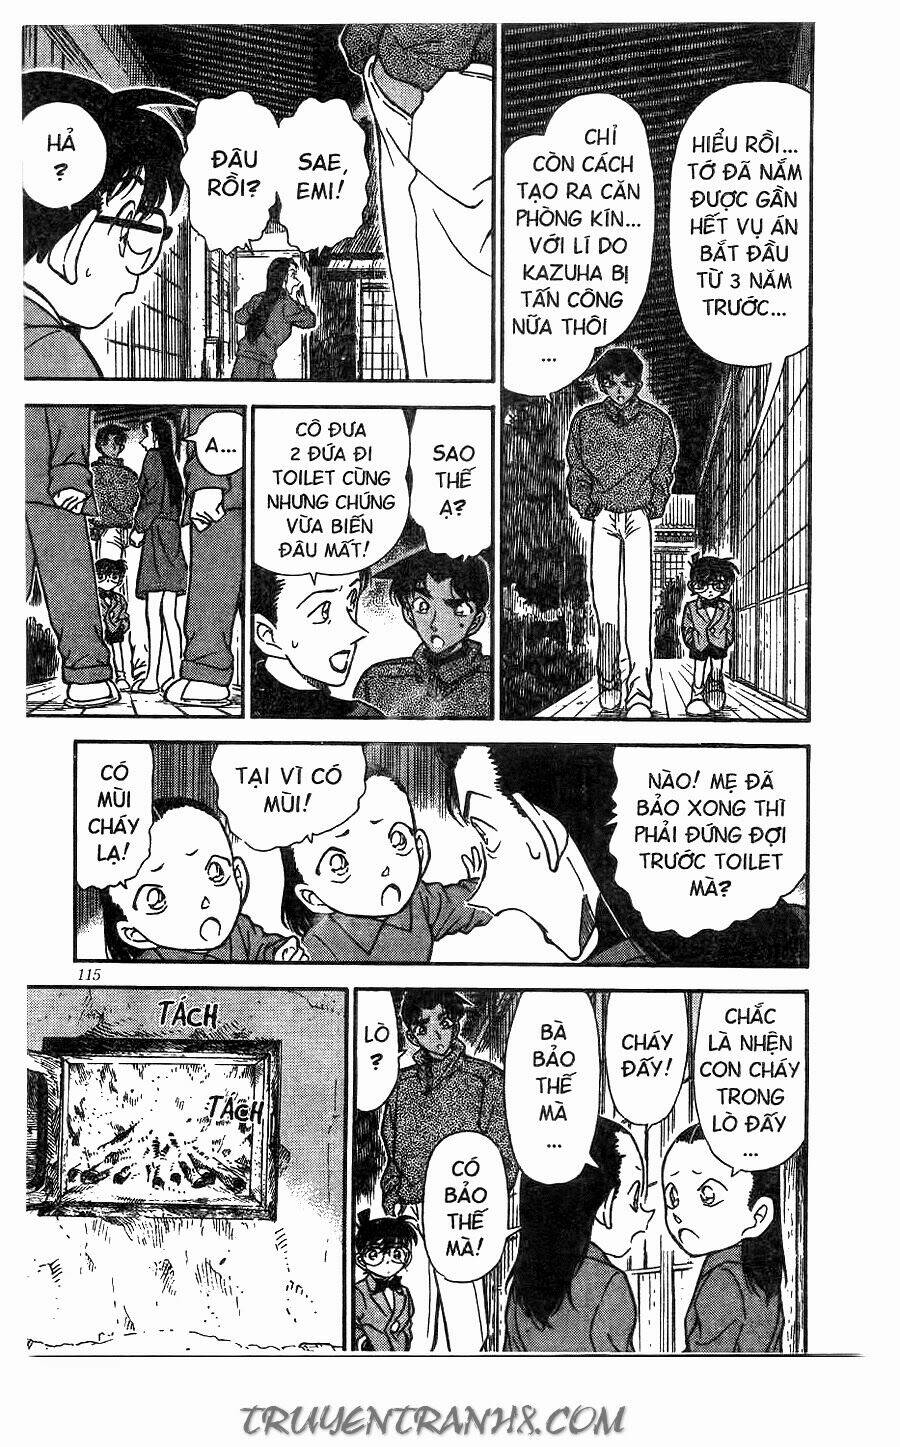 HIỂU RỒI...
TỚ ĐÃ NẮM
ĐƯỢC GẦN
HẾT VỤ ÁN
BẮT ĐẦU
TỪ 3 NĂM
TRƯỚC...
CHỈ
CÒN CÁCH
TẠO RA CĂN
PHÒNG KÍN...
VỚI LÍ DO
KAZUHA BỊ
TẤN CÔNG
NỮA THÔI
...
SAE,
EMI!
ĐÂU
RỒI?
HẢ
?
SAO
THẾ
Ạ?
CÔ ĐƯA
2 ĐỨA ĐI
TOILET CÙNG
NHƯNG CHÚNG
VỪA BIẾN
ĐÂU MẤT!
A...
NÀO! MẸ ĐÃ
BẢO XONG THÌ
PHẢI ĐỨNG ĐỢI
TRƯỚC TOILET
MÀ?
TẠI VÌ CÓ
MÙI!
CÓ
MÙI
CHÁY
LẠ!
115
CHẮC
LÀ NHỆN
CON CHÁY
TRONG
LÒ ĐẤY
...
CHÁY
ĐẤY!
BÀ
BẢO
THẾ
MÀ
...
CÓ
BẢO
THẾ
MÀ!
LÒ
?
TÁCH
TÁCH
TRUYENTRANH8.COM